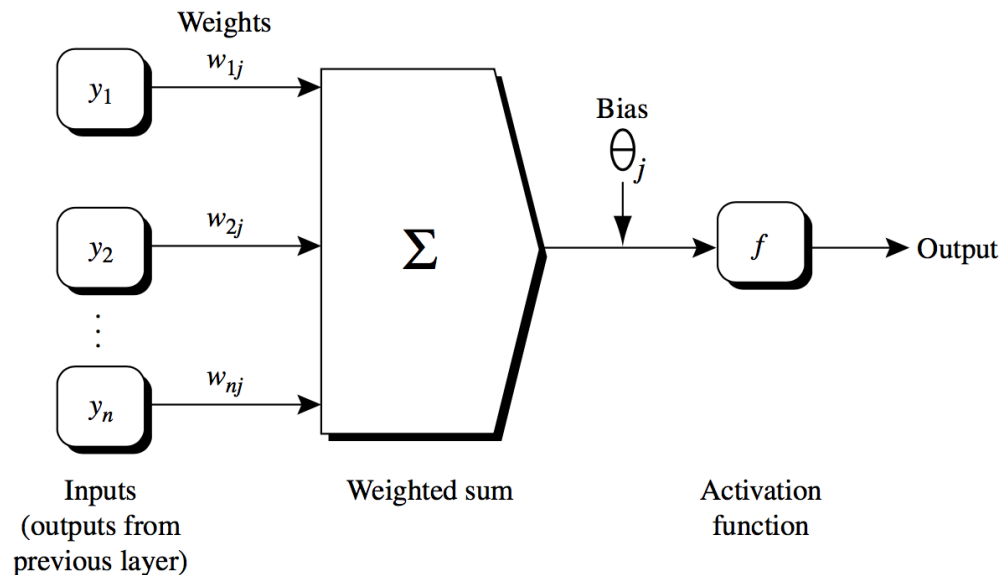 Weights
y₁
w₁ⱼ
Bias
θⱼ
y₂
w₂ⱼ
Σ
f
Output
⋮
yₙ
wₙⱼ
Inputs
(outputs from
previous layer)
Weighted sum
Activation
function